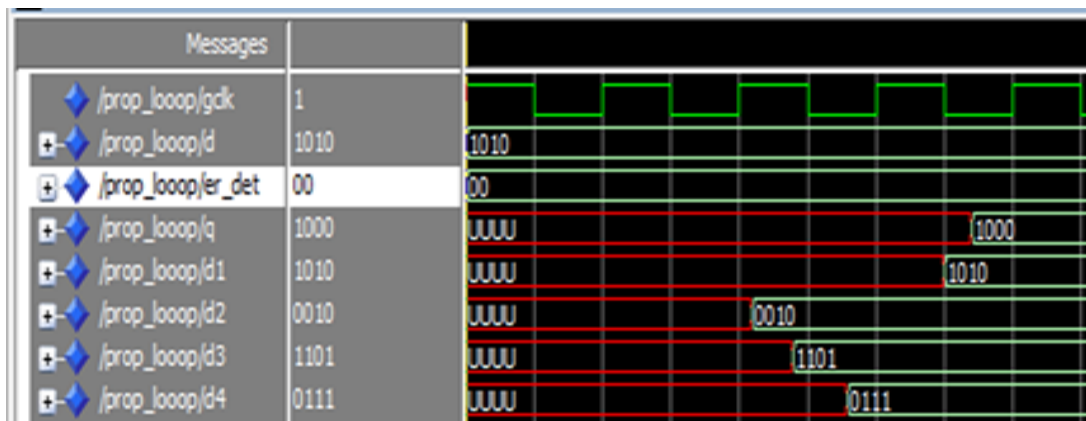 Messages
/prop_looop/gclk 1
/prop_looop/d 1010 1010
/prop_looop/er_det 00 00
/prop_looop/q 1000 UUUU 1000
/prop_looop/d1 1010 UUUU 1010
/prop_looop/d2 0010 UUUU 0010
/prop_looop/d3 1101 UUUU 1101
/prop_looop/d4 0111 UUUU 0111